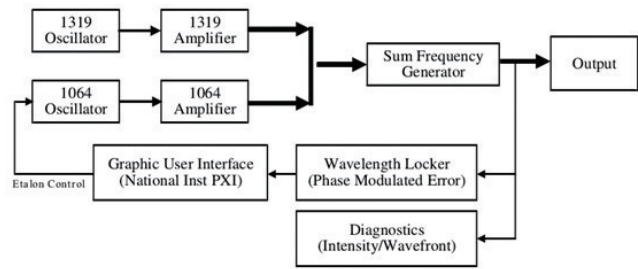 1319
Oscillator
1319
Amplifier
Sum Frequency
Generator
Output
1064
Oscillator
1064
Amplifier
Etalon Control
Graphic User Interface
(National Inst PXI)
Wavelength Locker
(Phase Modulated Error)
Diagnostics
(Intensity/Wavefront)